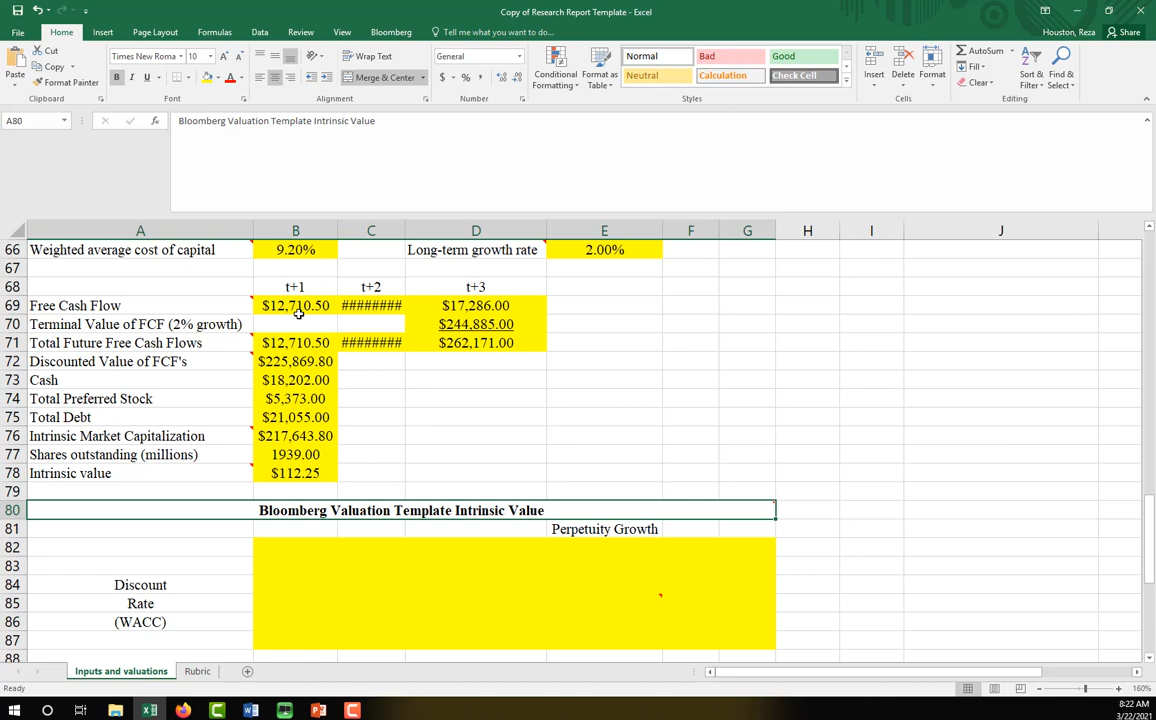 Copy of Research Report Template - Excel
Houston, Reza
Share
File Home Insert Page Layout Formulas Data Review View Bloomberg Tell me what you want to do...
Paste
Cut
Copy
Format Painter
Clipboard
Times New Roma 10
B I U
Font
Wrap Text
Merge & Center
Alignment
General
$ % ,
Number
Conditional Formatting
Format as Table
Normal Bad Good
Neutral Calculation Check Cell
Styles
Insert Delete Format
Cells
AutoSum
Fill
Clear
Sort & Filter
Find & Select
Editing
A80 fx Bloomberg Valuation Template Intrinsic Value
A B C D E F G H I J
66 Weighted average cost of capital 9.20% Long-term growth rate 2.00%
67
68 t+1 t+2 t+3
69 Free Cash Flow $12,710.50 ######## $17,286.00
70 Terminal Value of FCF (2% growth) $244,885.00
71 Total Future Free Cash Flows $12,710.50 ######## $262,171.00
72 Discounted Value of FCF's $225,869.80
73 Cash $18,202.00
74 Total Preferred Stock $5,373.00
75 Total Debt $21,055.00
76 Intrinsic Market Capitalization $217,643.80
77 Shares outstanding (millions) 1939.00
78 Intrinsic value $112.25
79
80 Bloomberg Valuation Template Intrinsic Value
81 Perpetuity Growth
82
83
84 Discount
85 Rate
86 (WACC)
87
88
Inputs and valuations Rubric
Ready 160%
8:22 AM
3/22/2021